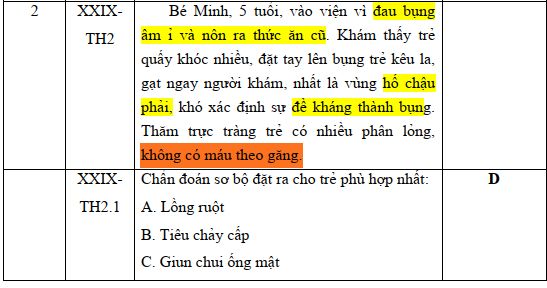 2
XXIX-
TH2
Bé Minh, 5 tuổi, vào viện vì đau bụng
âm ỉ và nôn ra thức ăn cũ. Khám thấy trẻ
quấy khóc nhiều, đặt tay lên bụng trẻ kêu la,
gạt ngay người khám, nhất là vùng hố chậu
phải, khó xác định sự đề kháng thành bụng.
Thăm trực tràng trẻ có nhiều phân lỏng,
không có máu theo găng.
XXIX-
TH2.1
Chẩn đoán sơ bộ đặt ra cho trẻ phù hợp nhất:
A. Lồng ruột
B. Tiêu chảy cấp
C. Giun chui ống mật
D